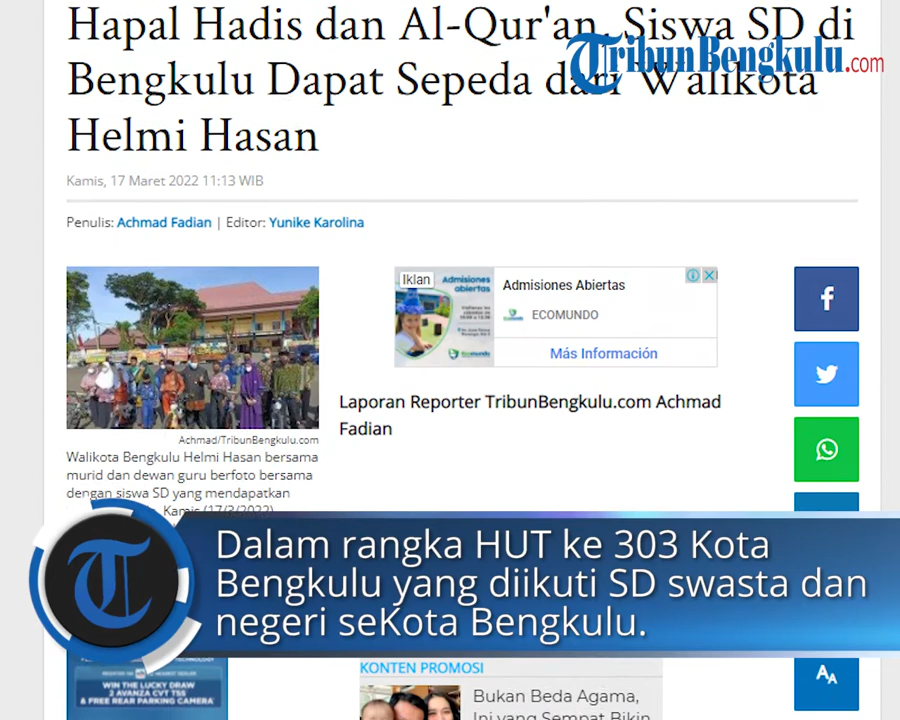 Hapal Hadis dan Al-Qur'an, Siswa SD di
TribunBengkulu.com
Bengkulu Dapat Sepeda dari Walikota
Helmi Hasan
Kamis, 17 Maret 2022 11:13 WIB
Penulis: Achmad Fadian | Editor: Yunike Karolina
Iklan
Admisiones
abiertas
Admisiones Abiertas
ECOMUNDO
Más Información
Laporan Reporter TribunBengkulu.com Achmad
Fadian
Achmad/TribunBengkulu.com
Walikota Bengkulu Helmi Hasan bersama
murid dan dewan guru berfoto bersama
dengan siswa SD yang mendapatkan
Kamis (17/3/2022)
Dalam rangka HUT ke 303 Kota
Bengkulu yang diikuti SD swasta dan
negeri seKota Bengkulu.
WIN THE LUCKY DRAW
2 AVANZA CVT TSS
& FREE REAR PARKING CAMERA
KONTEN PROMOSI
Bukan Beda Agama,
Ini yang Sempat Bikin
AA